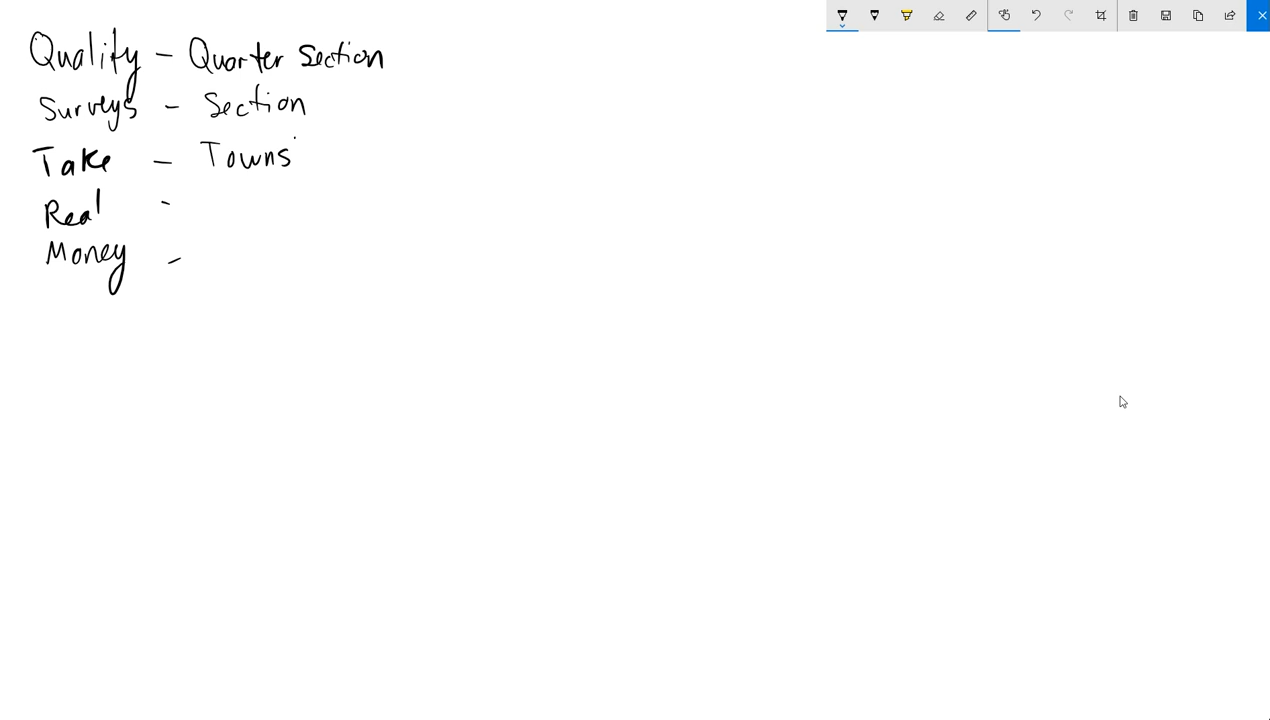 Quality - Quarter Section
Surveys - Section
Take - Towns
Real -
Money -